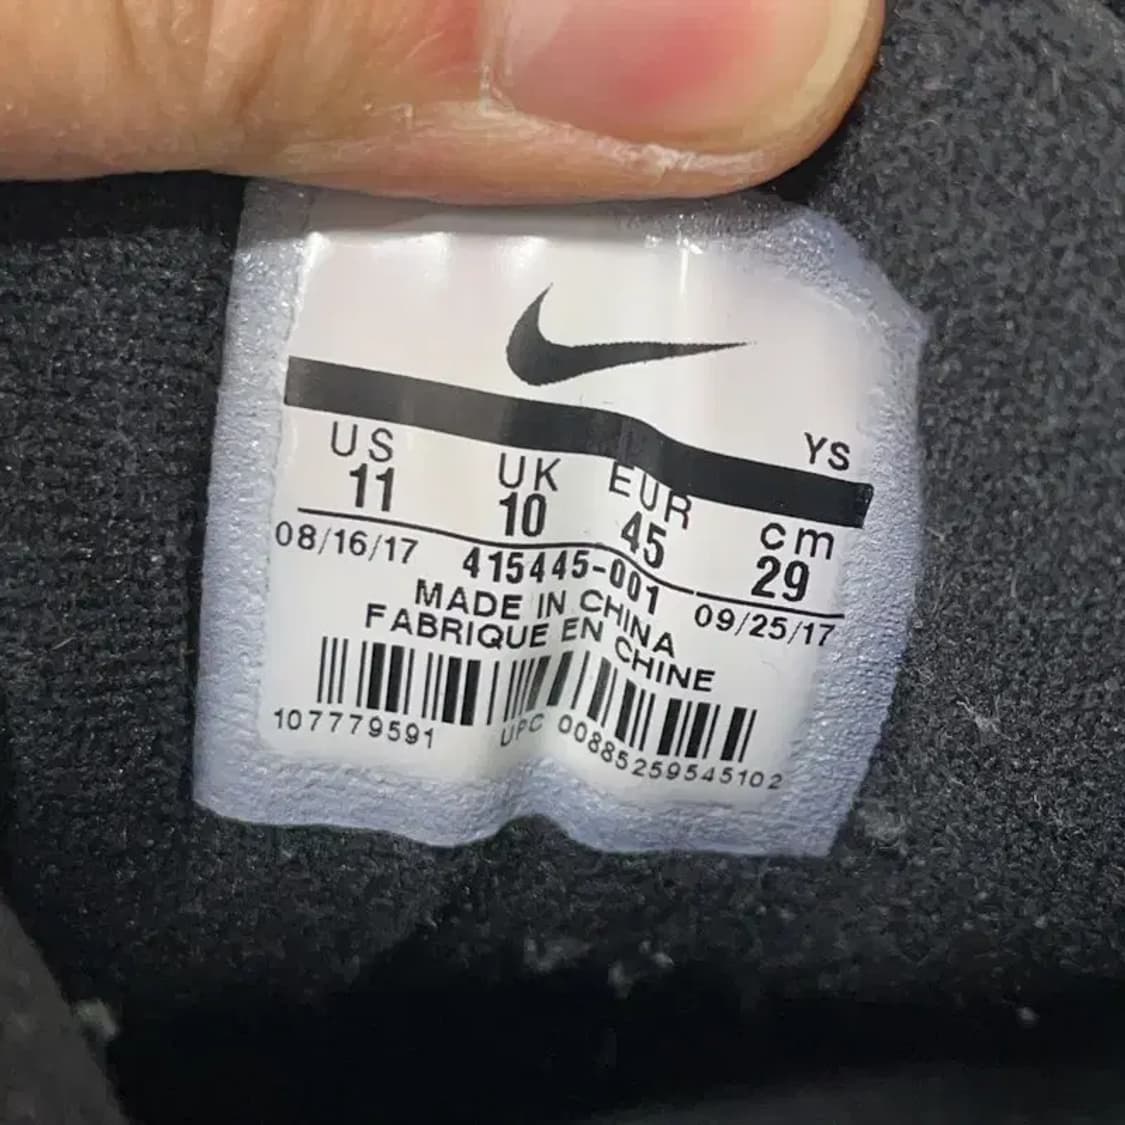 YS
US UK EUR cm
11 10 45 29
08/16/17 415445-001 09/25/17
MADE IN CHINA
FABRIQUE EN CHINE
107779591 UPC 00885259545102